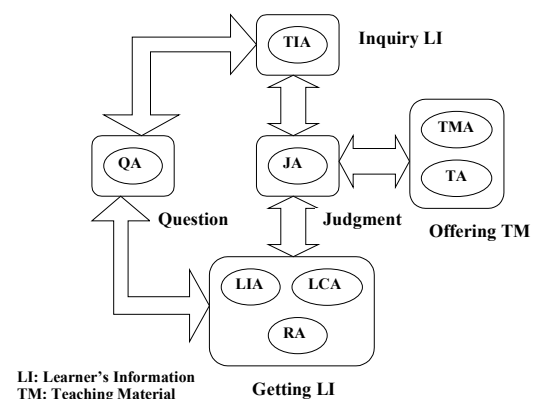 TIA
Inquiry LI
TMA
QA
JA
TA
Question
Judgment
Offering TM
LIA
LCA
RA
LI: Learner's Information
TM: Teaching Material
Getting LI